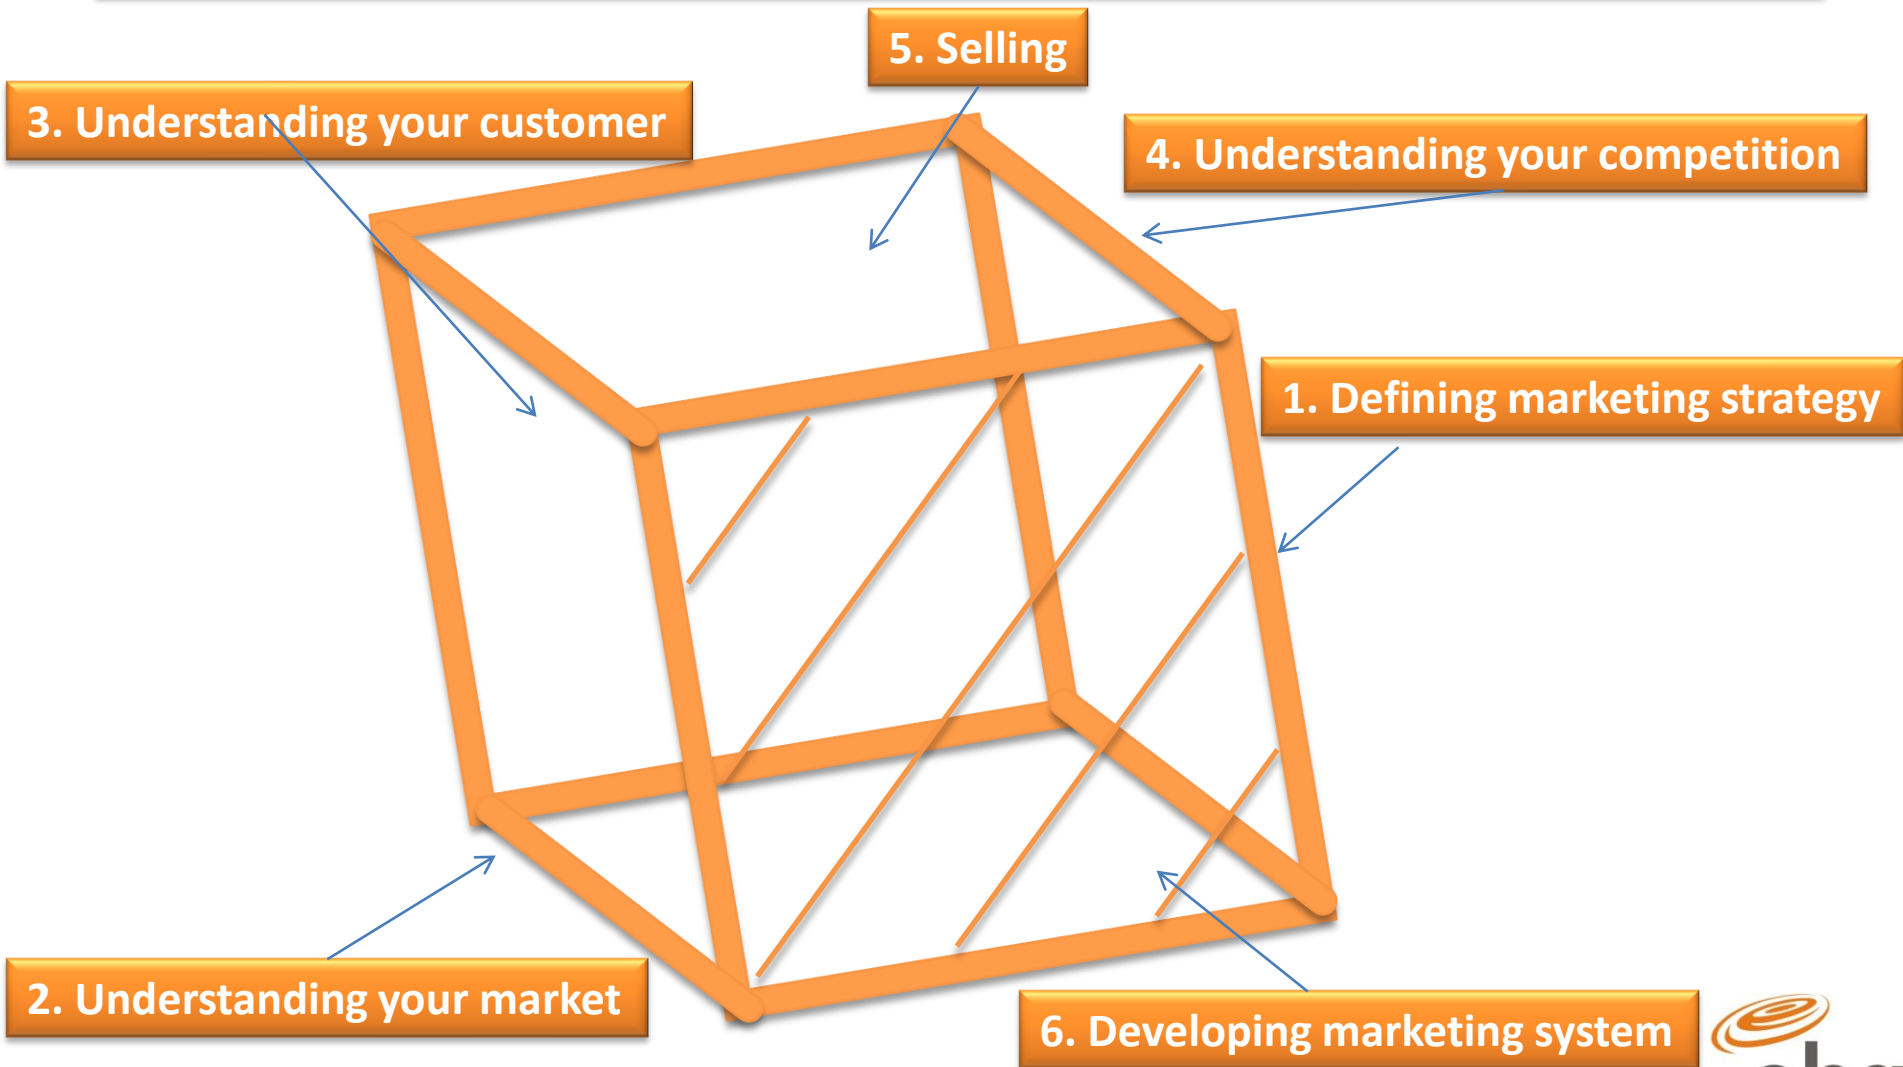 5. Selling
3. Understanding your customer
4. Understanding your competition
1. Defining marketing strategy
2. Understanding your market
6. Developing marketing system